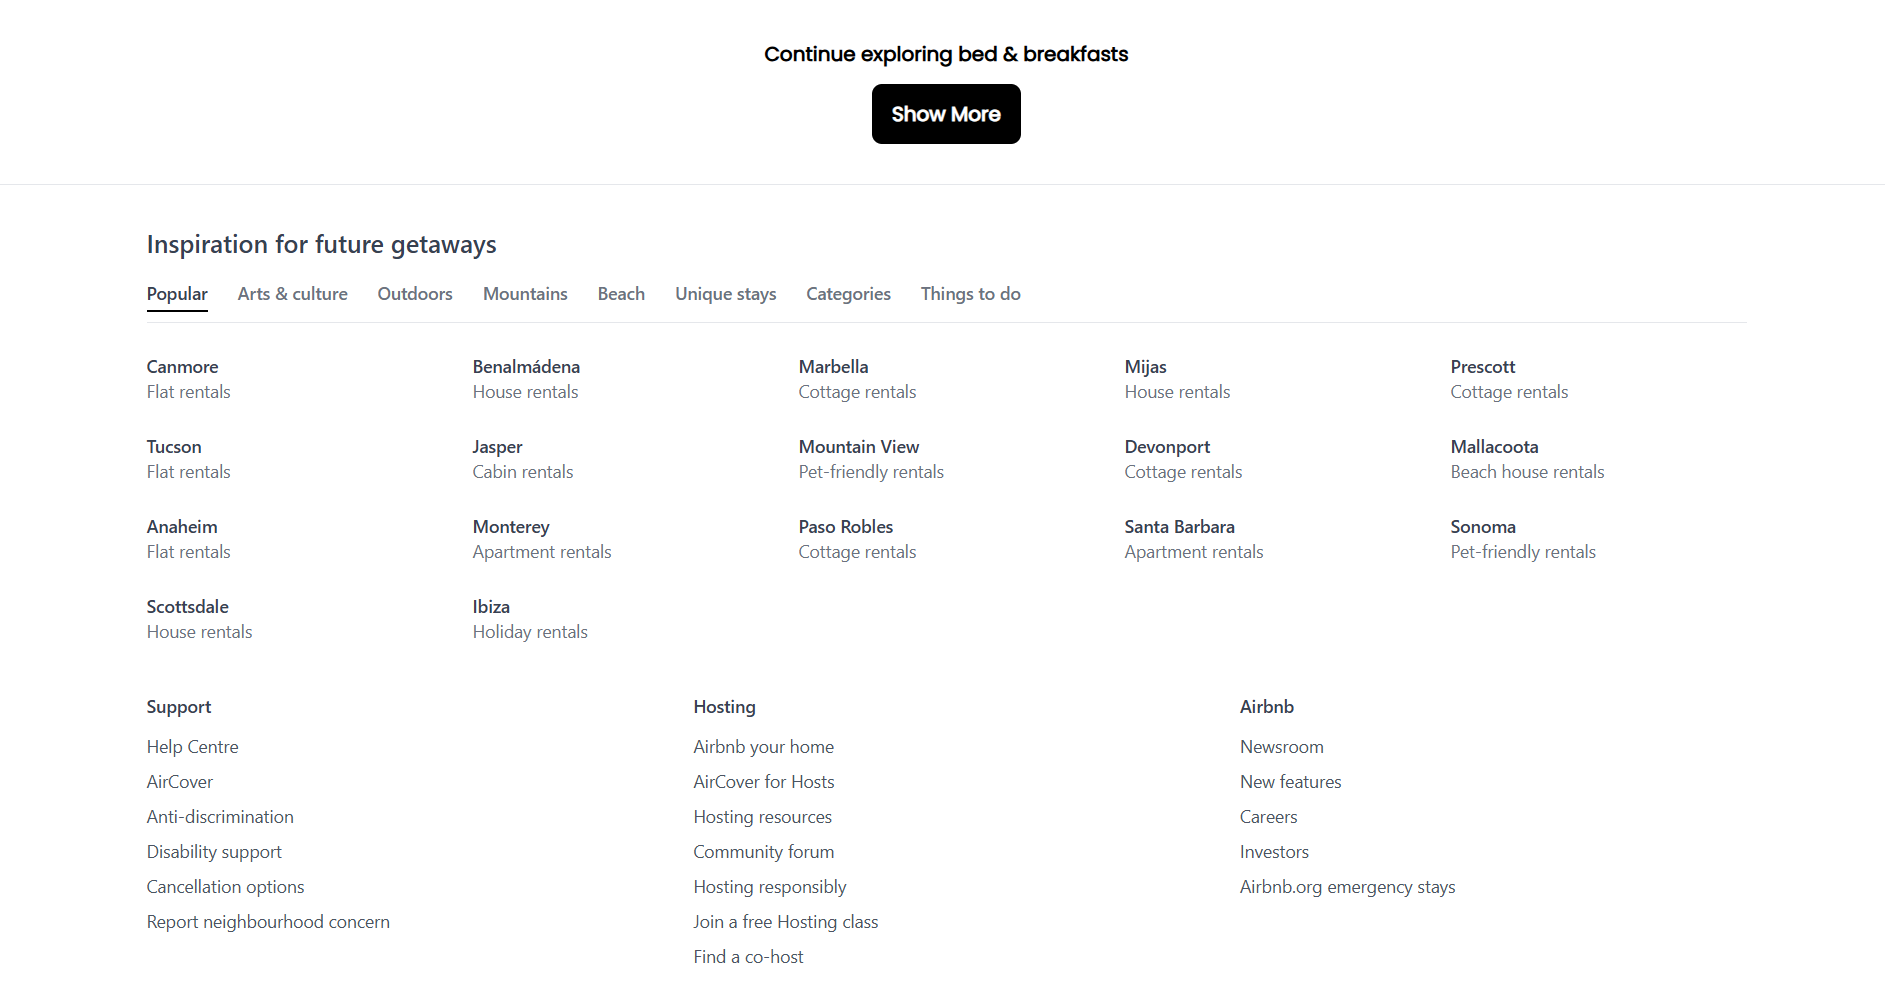 Continue exploring bed & breakfasts
Show More
Inspiration for future getaways
Popular Arts & culture Outdoors Mountains Beach Unique stays Categories Things to do
Canmore Benalmádena Marbella Mijas Prescott
Flat rentals House rentals Cottage rentals House rentals Cottage rentals
Tucson Jasper Mountain View Devonport Mallacoota
Flat rentals Cabin rentals Pet-friendly rentals Cottage rentals Beach house rentals
Anaheim Monterey Paso Robles Santa Barbara Sonoma
Flat rentals Apartment rentals Cottage rentals Apartment rentals Pet-friendly rentals
Scottsdale Ibiza
House rentals Holiday rentals
Support
Help Centre
AirCover
Anti-discrimination
Disability support
Cancellation options
Report neighbourhood concern
Hosting
Airbnb your home
AirCover for Hosts
Hosting resources
Community forum
Hosting responsibly
Join a free Hosting class
Find a co-host
Airbnb
Newsroom
New features
Careers
Investors
Airbnb.org emergency stays